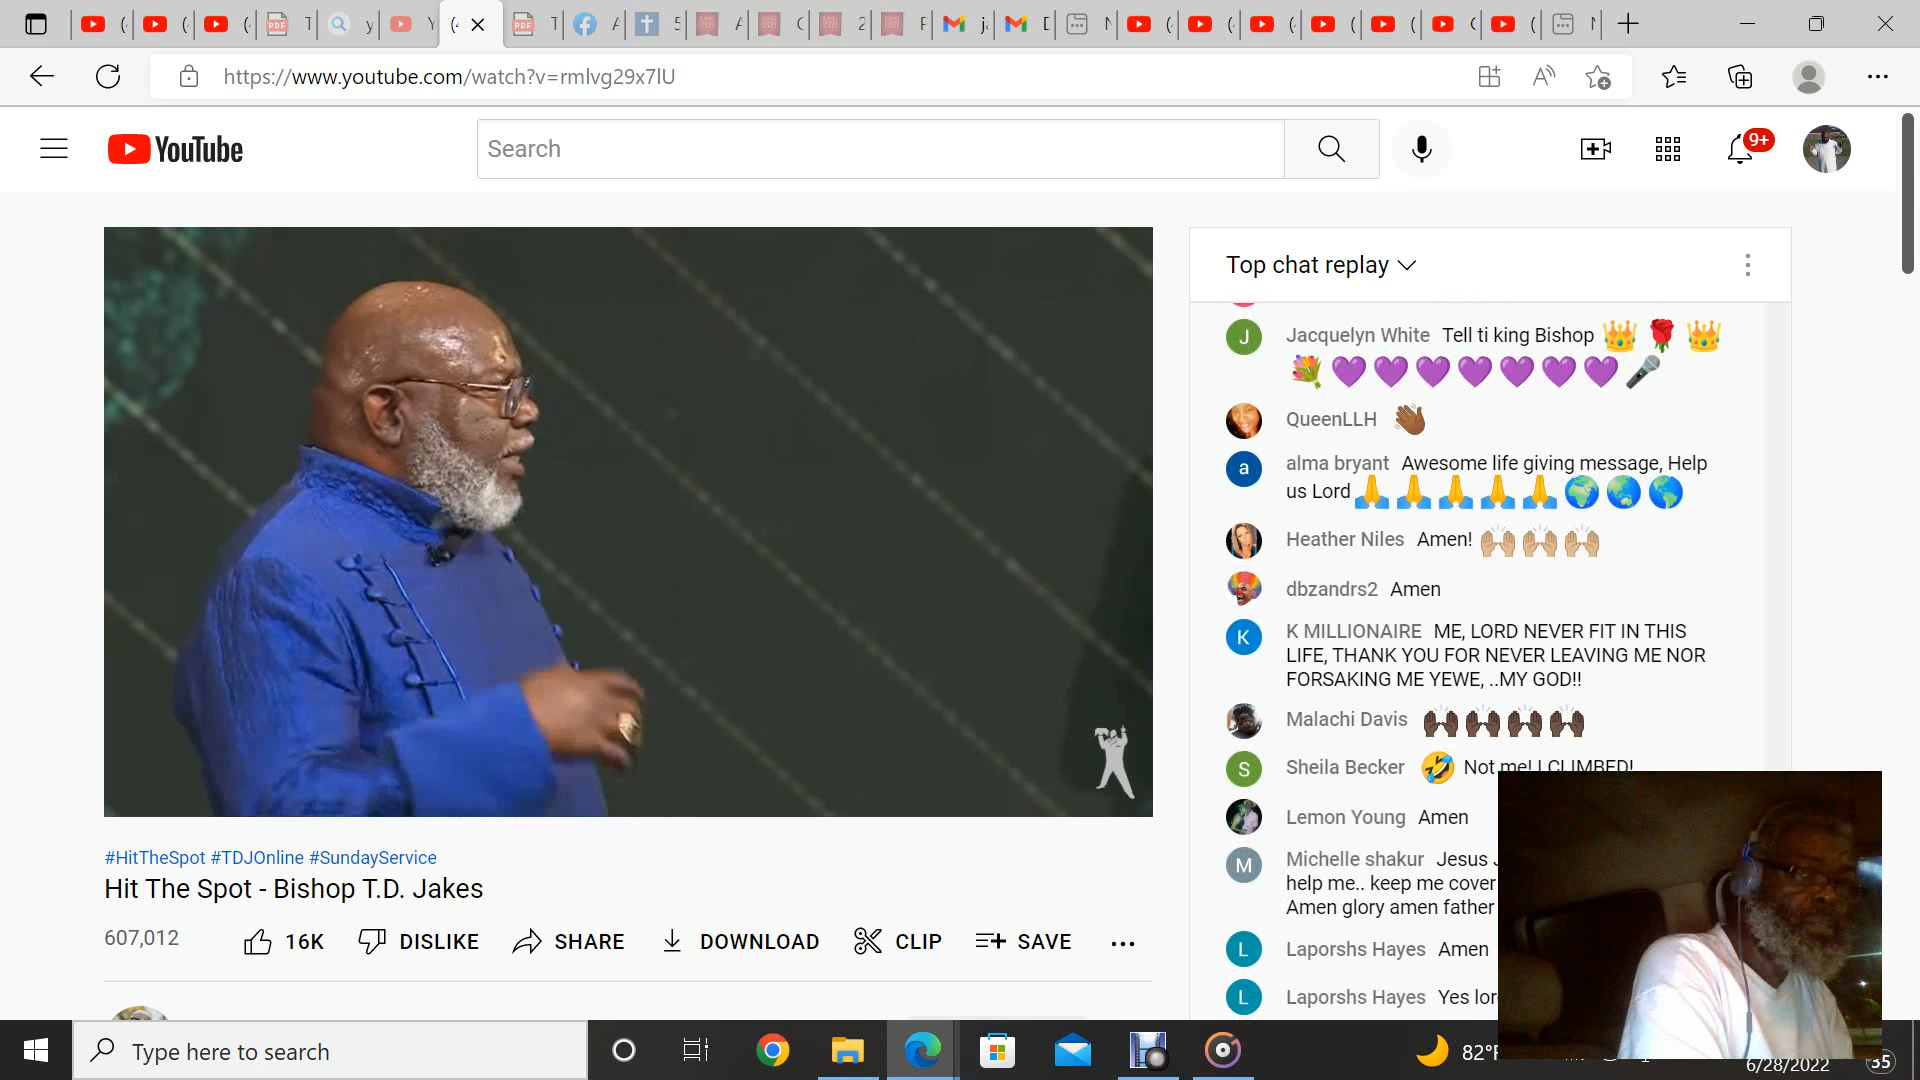 https://www.youtube.com/watch?v=rmlvg29x7lU
YouTube
Search
9+
Top chat replay
Jacquelyn White Tell ti king Bishop
QueenLLH
alma bryant Awesome life giving message, Help
us Lord
Heather Niles Amen!
dbzandrs2 Amen
K MILLIONAIRE ME, LORD NEVER FIT IN THIS
LIFE, THANK YOU FOR NEVER LEAVING ME NOR
FORSAKING ME YEWE, ..MY GOD!!
Malachi Davis
Sheila Becker Not me! I CLIMBED!
Lemon Young Amen
Michelle shakur Jesus
help me.. keep me cover
Amen glory amen father
Laporshs Hayes Amen
Laporshs Hayes Yes
#HitTheSpot #TDJOnline #SundayService
Hit The Spot - Bishop T.D. Jakes
607,012
16K
DISLIKE
SHARE
DOWNLOAD
CLIP
SAVE
Type here to search
82°F
6/28/2022
35